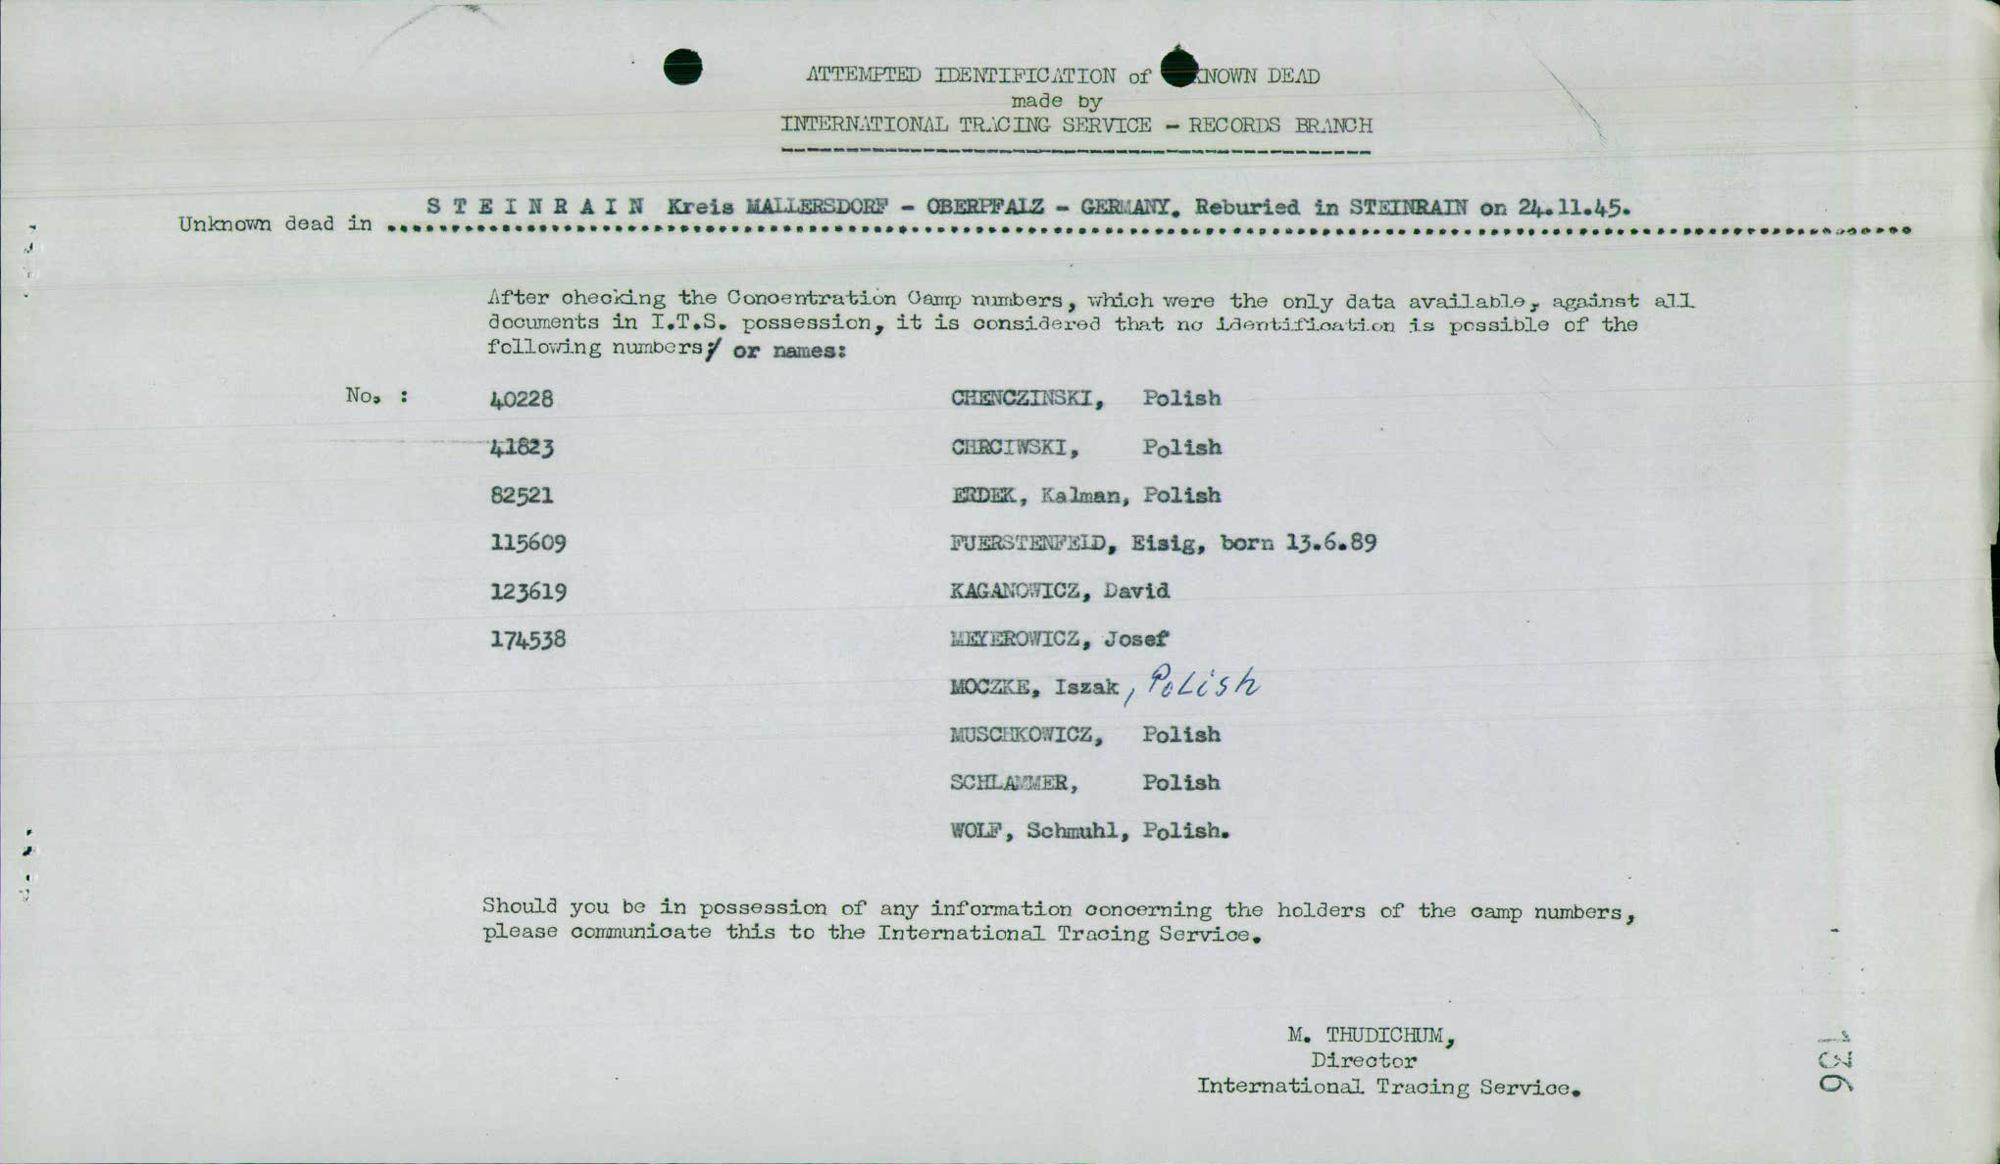 ATTEMPTED IDENTIFICATION of KNOWN DEAD
made by
INTERNATIONAL TRACING SERVICE - RECORDS BRANCH
S T E I N R A I N Kreis MALLERSDORF - OBERPFALZ - GERMANY. Reburied in STEINRAIN on 24.11.45.
Unknown dead in ................................................
After checking the Concentration Camp numbers, which were the only data available, against all
documents in I.T.S. possession, it is considered that no identification is possible of the
following numbers/ or names:
No. : 40228 CHENCZINSKI, Polish
41823 CHRCIWSKI, Polish
82521 ERDEK, Kalman, Polish
115609 FUERSTENFELD, Eisig, born 13.6.89
123619 KAGANOWICZ, David
174538 MEYEROWICZ, Josef
MOCZKE, Iszak, Polish
MUSCHKOWICZ, Polish
SCHLAMMER, Polish
WOLF, Schmuhl, Polish.
Should you be in possession of any information concerning the holders of the camp numbers,
please communicate this to the International Tracing Service.
M. THUDICHUM,
Director
International Tracing Service.
136